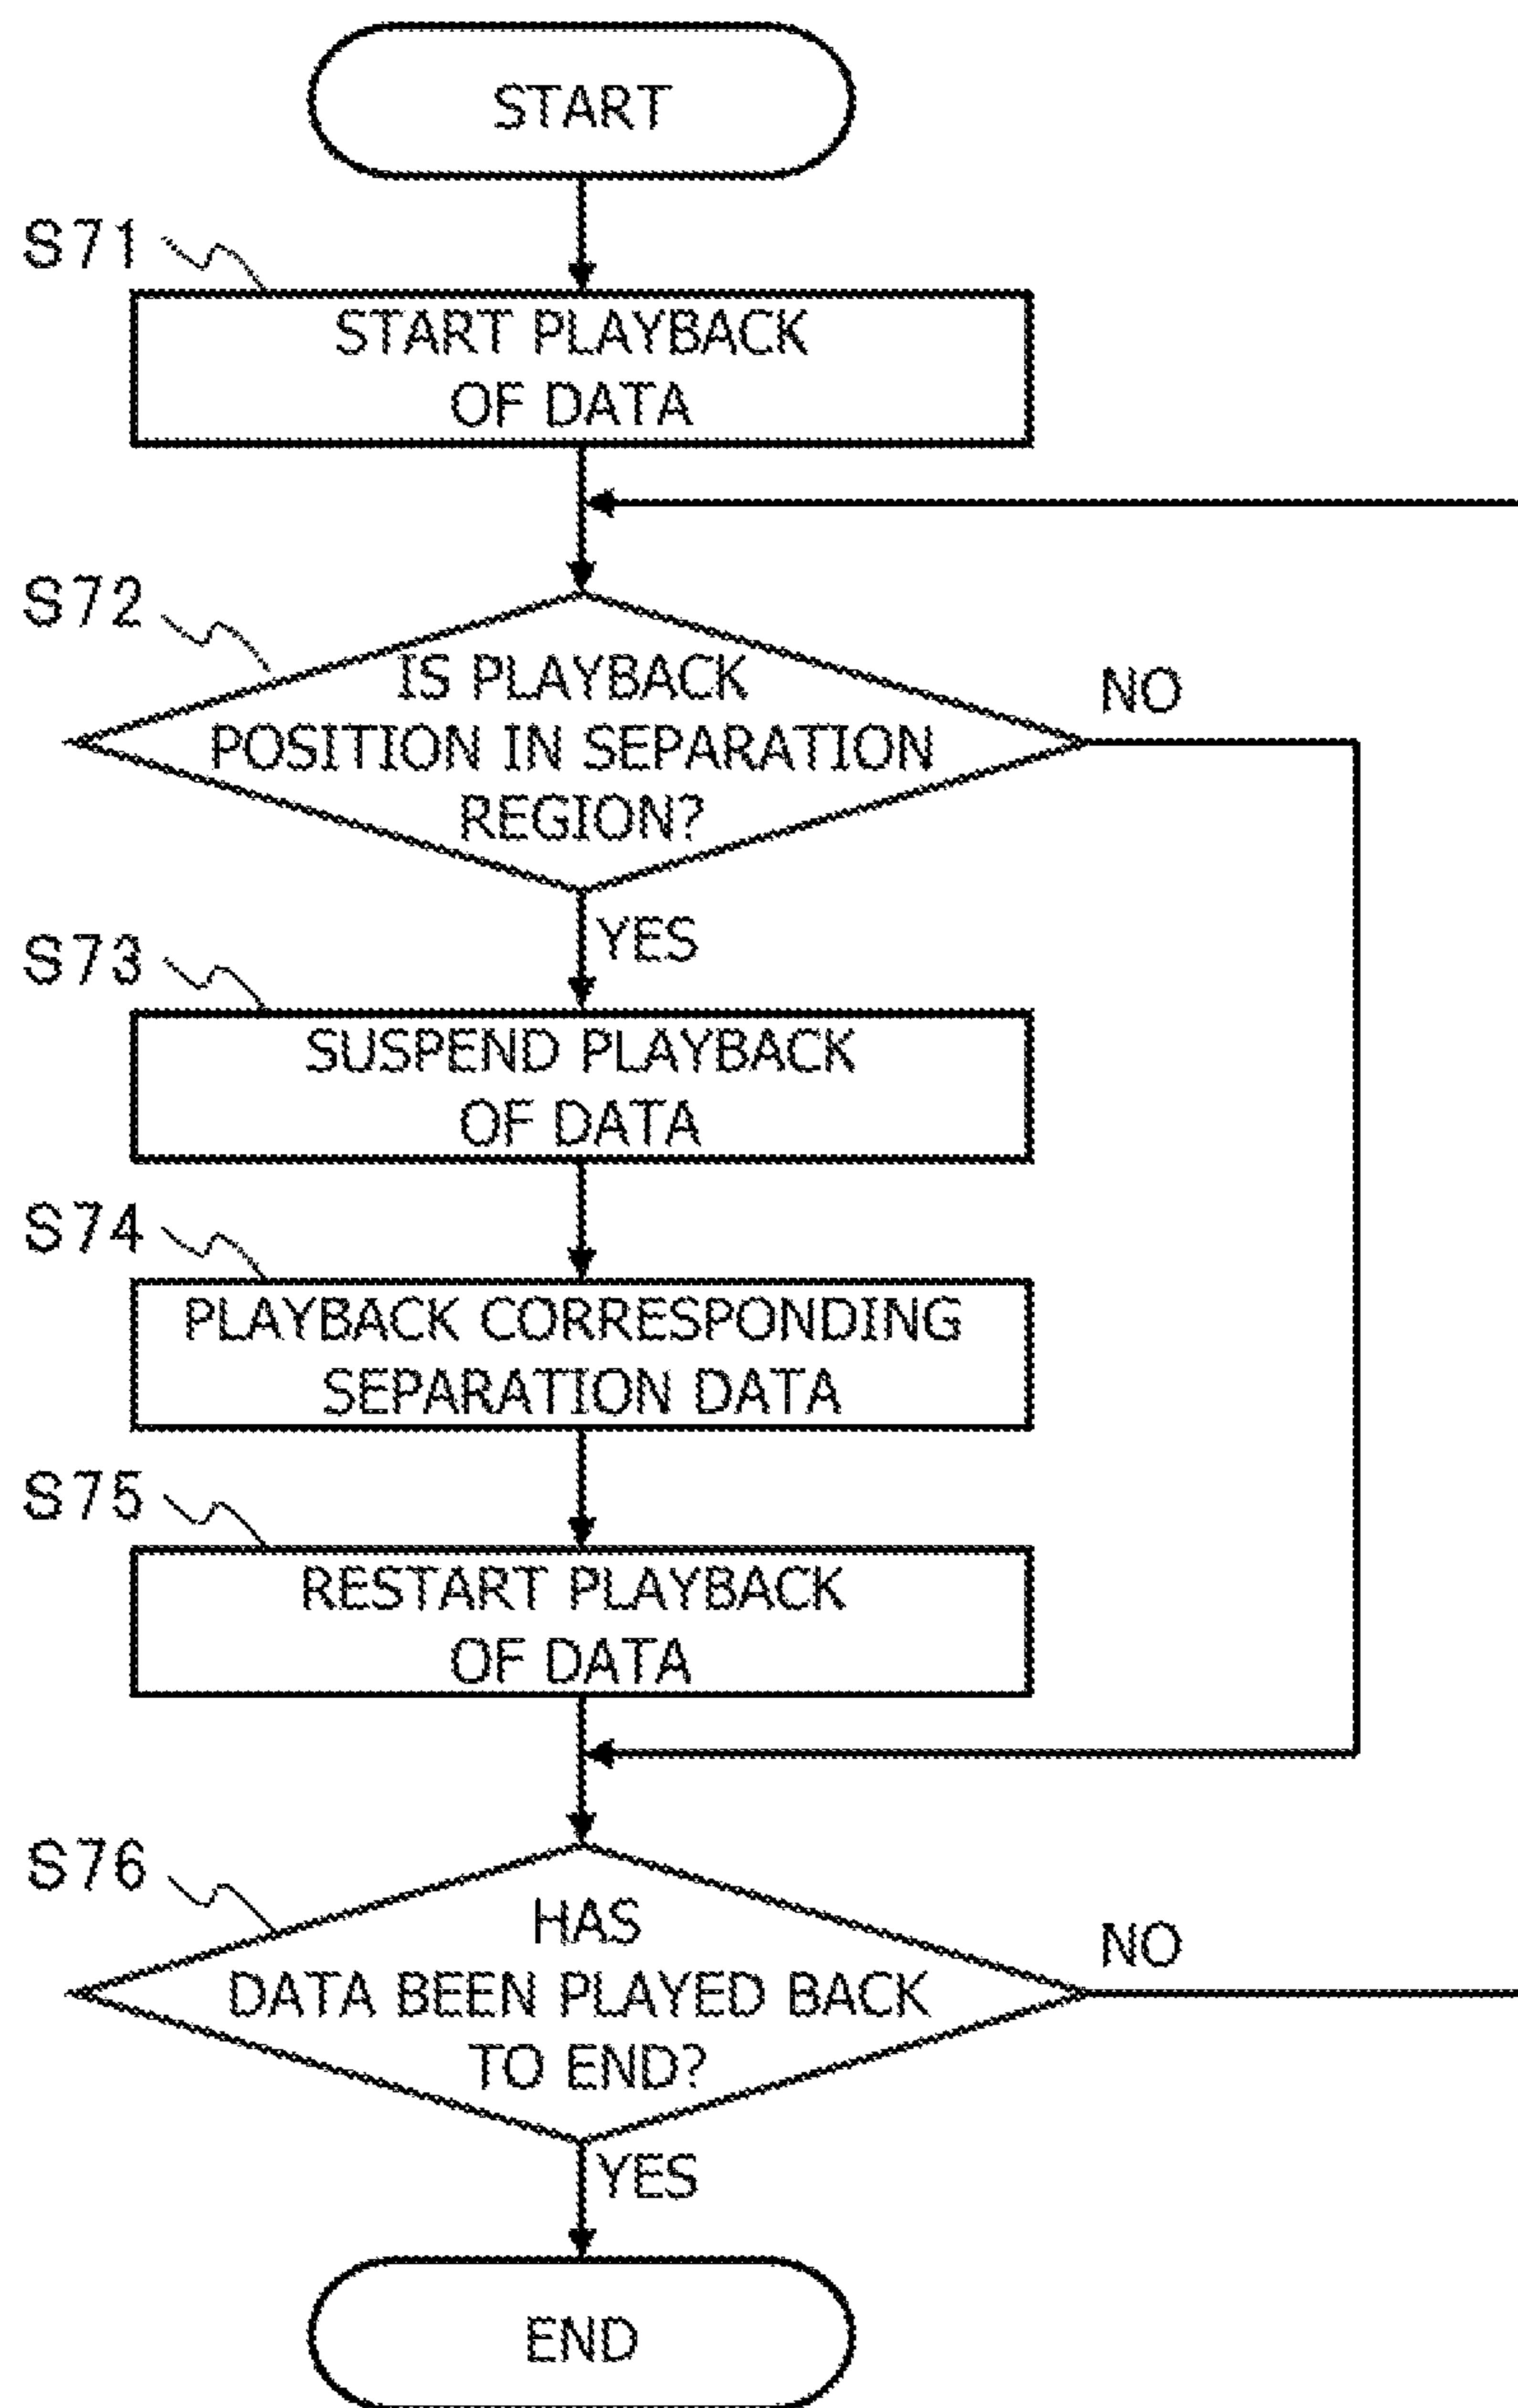 START
S71
START PLAYBACK
OF DATA
S72
IS PLAYBACK
POSITION IN SEPARATION
REGION?
NO
YES
S73
SUSPEND PLAYBACK
OF DATA
S74
PLAYBACK CORRESPONDING
SEPARATION DATA
S75
RESTART PLAYBACK
OF DATA
S76
HAS
DATA BEEN PLAYED BACK
TO END?
NO
YES
END